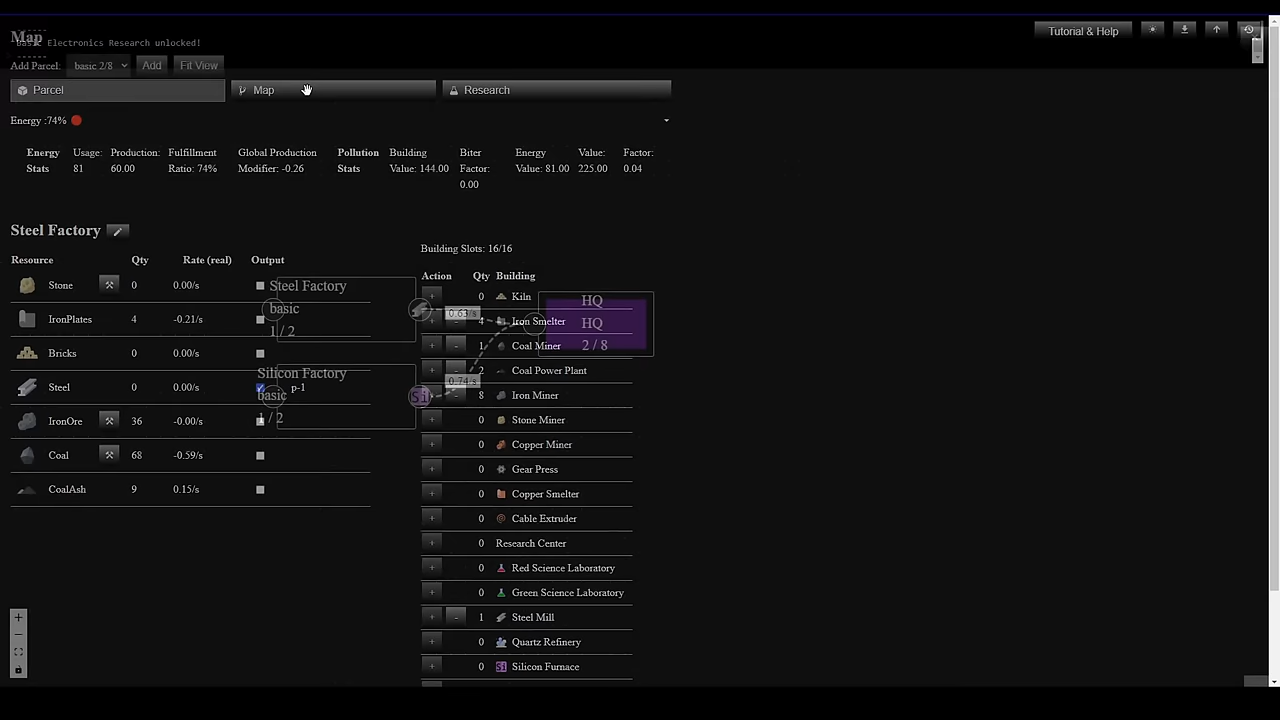 Map
Basic Electronics Research unlocked!
Tutorial & Help
Add Parcel: basic 2/8 Add Fit View
Parcel Map Research
Energy :74%
Energy Stats
Usage: 81
Production: 60.00
Fulfillment Ratio: 74%
Global Production Modifier: -0.26
Pollution Stats
Building Value: 144.00
Biter Factor: 0.00
Energy Value: 81.00
Value: 225.00
Factor: 0.04
Steel Factory
Resource Qty Rate (real) Output
Stone 0 0.00/s
IronPlates 4 -0.21/s
Bricks 0 0.00/s
Steel 0 0.00/s p-1
IronOre 36 -0.00/s
Coal 68 -0.59/s
CoalAsh 9 0.15/s
Steel Factory
basic
1 / 2
Silicon Factory
basic
1 / 2
Si
0.63/s
0.74/s
HQ
HQ
2 / 8
Building Slots: 16/16
Action Qty Building
+ 0 Kiln
- 4 Iron Smelter
+ - 1 Coal Miner
+ - 2 Coal Power Plant
+ - 8 Iron Miner
+ 0 Stone Miner
+ 0 Copper Miner
+ 0 Gear Press
+ 0 Copper Smelter
+ 0 Cable Extruder
+ 0 Research Center
+ 0 Red Science Laboratory
+ 0 Green Science Laboratory
+ - 1 Steel Mill
+ 0 Quartz Refinery
+ 0 Si Silicon Furnace